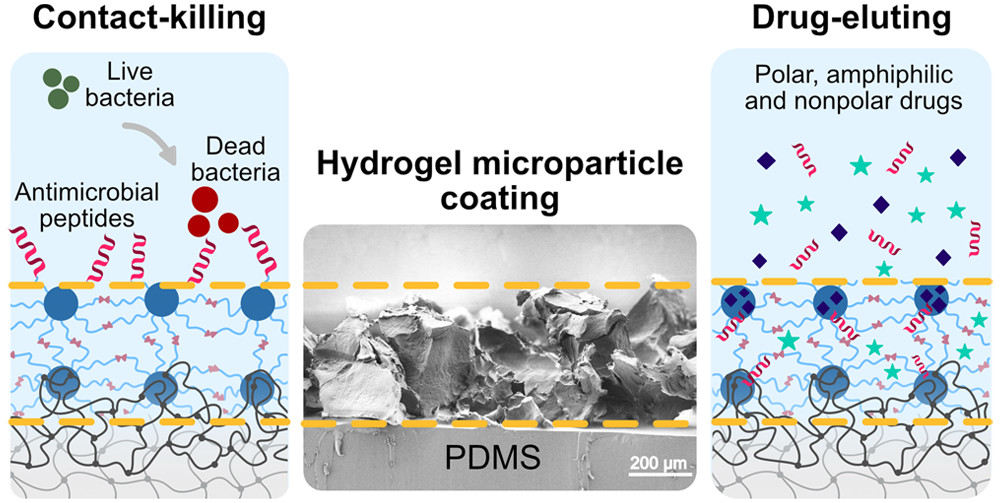 Contact-killing
Live
bacteria
Dead
bacteria
Antimicrobial
peptides
Hydrogel microparticle
coating
PDMS
200 µm
Drug-eluting
Polar, amphiphilic
and nonpolar drugs